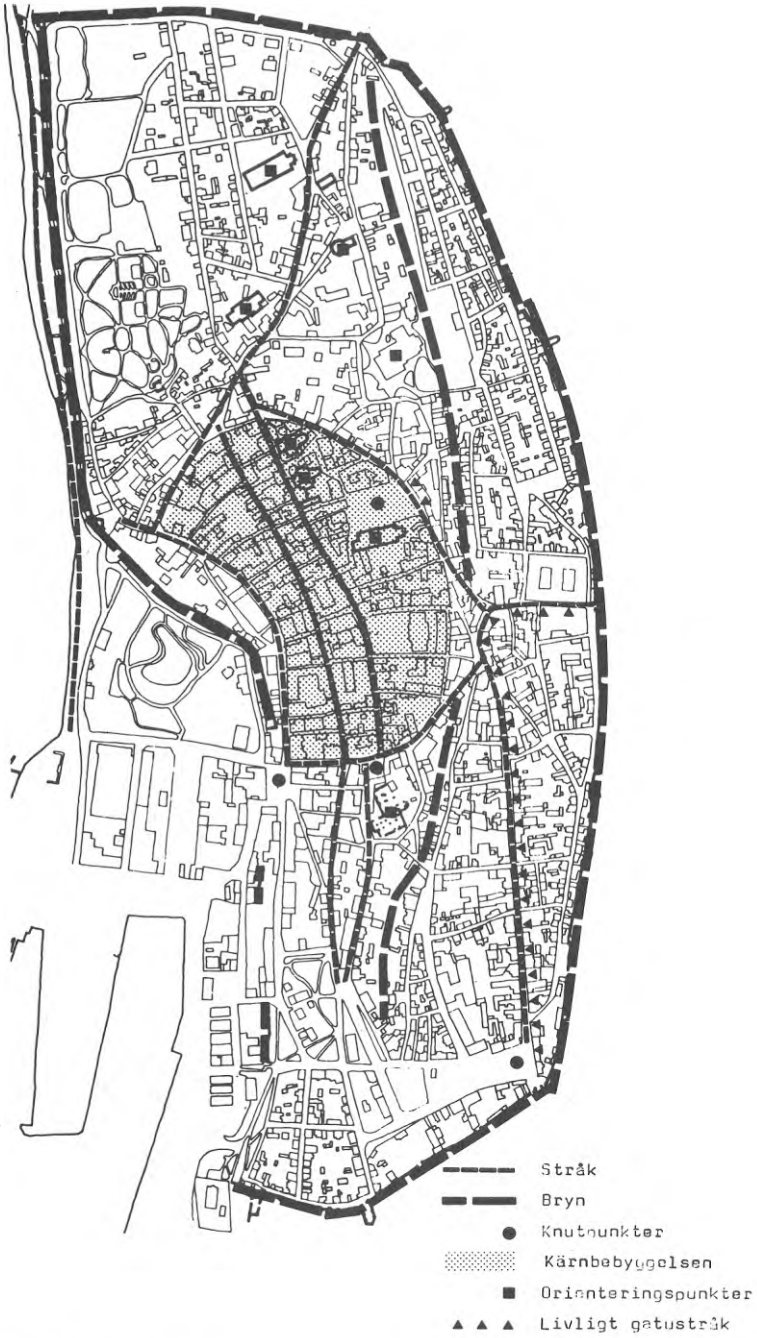 Stråk
Bryn
Knutpunkter
Kärnbebyggelsen
Orienteringspunkter
Livligt gatustråk